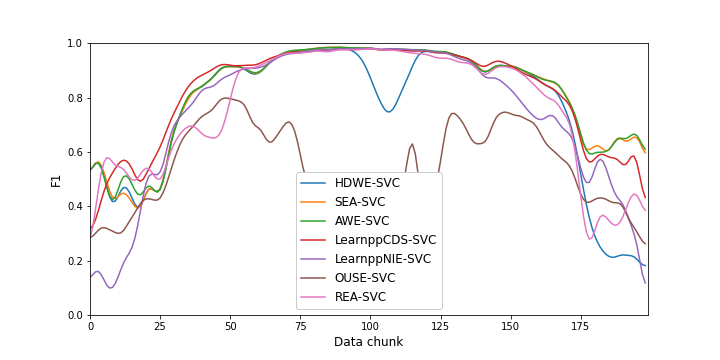 1.0
0.8
0.6
0.4
0.2
0.0
F1
0
25
50
75
100
125
150
175
Data chunk
HDWE-SVC
SEA-SVC
AWE-SVC
LearnppCDS-SVC
LearnppNIE-SVC
OUSE-SVC
REA-SVC